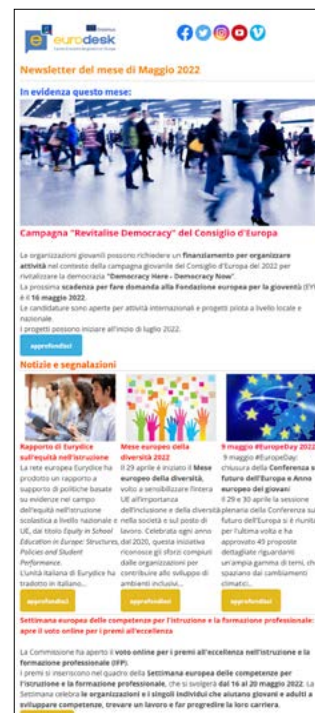 Erasmus+
eurodesk
Newsletter del mese di Maggio 2022
In evidenza questo mese:
Campagna "Revitalise Democracy" del Consiglio d'Europa
Le organizzazioni giovanili possono richiedere un finanziamento per organizzare
attività nel contesto della campagna giovanile del Consiglio d'Europa del 2022 per
rivitalizzare la democrazia "Democracy Here - Democracy Now".
La prossima scadenza per fare domanda alla Fondazione europea per la gioventù (EYF)
è il 16 maggio 2022.
Le candidature sono aperte per attività internazionali e progetti pilota a livello locale e
nazionale.
I progetti possono iniziare all'inizio di luglio 2022.
approfondisci
Notizie e segnalazioni
Rapporto di Eurydice
sull'equità nell'istruzione
La rete europea Eurydice ha
prodotto un rapporto a
supporto di politiche basate
su evidenze nel campo
dell'equità nell'istruzione
scolastica a livello nazionale e
UE, dal titolo Equity in School
Education in Europe: Structures,
Policies and Student
Performance.
L'unità italiana di Eurydice ha
tradotto in italiano...
approfondisci
Mese europeo della
diversità 2022
Il 29 aprile è iniziato il Mese
europeo della diversità,
volto a sensibilizzare l'intera
UE all'importanza
dell'inclusione e della diversità
nella società e sul posto di
lavoro. Celebrata ogni anno
dal 2020, questa iniziativa
riconosce gli sforzi compiuti
dalle organizzazioni per
contribuire allo sviluppo di
ambienti inclusivi...
approfondisci
9 maggio #EuropeDay 2022
9 maggio #EuropeDay:
chiusura della Conferenza s
futuro dell'Europa e Anno
europeo dei giovani
Il 29 e 30 aprile la sessione
plenaria della Conferenza su
futuro dell'Europa si è riunita
per l'ultima volta e ha
approvato 49 proposte
dettagliate riguardanti
un'ampia gamma di temi, ch
spaziano dai cambiamenti
climatici...
approfondisci
Settimana europea delle competenze per l'istruzione e la formazione professionale:
apre il voto online per i premi all'eccellenza
La Commissione ha aperto il voto online per i premi all'eccellenza nell'istruzione e la
formazione professionale (IFP).
I premi si inseriscono nel quadro della Settimana europea delle competenze per
l'istruzione e la formazione professionale, che si svolgerà dal 16 al 20 maggio 2022. La
Settimana celebra le organizzazioni e i singoli individui che aiutano giovani e adulti a
sviluppare competenze, trovare un lavoro e far progredire la loro carriera.